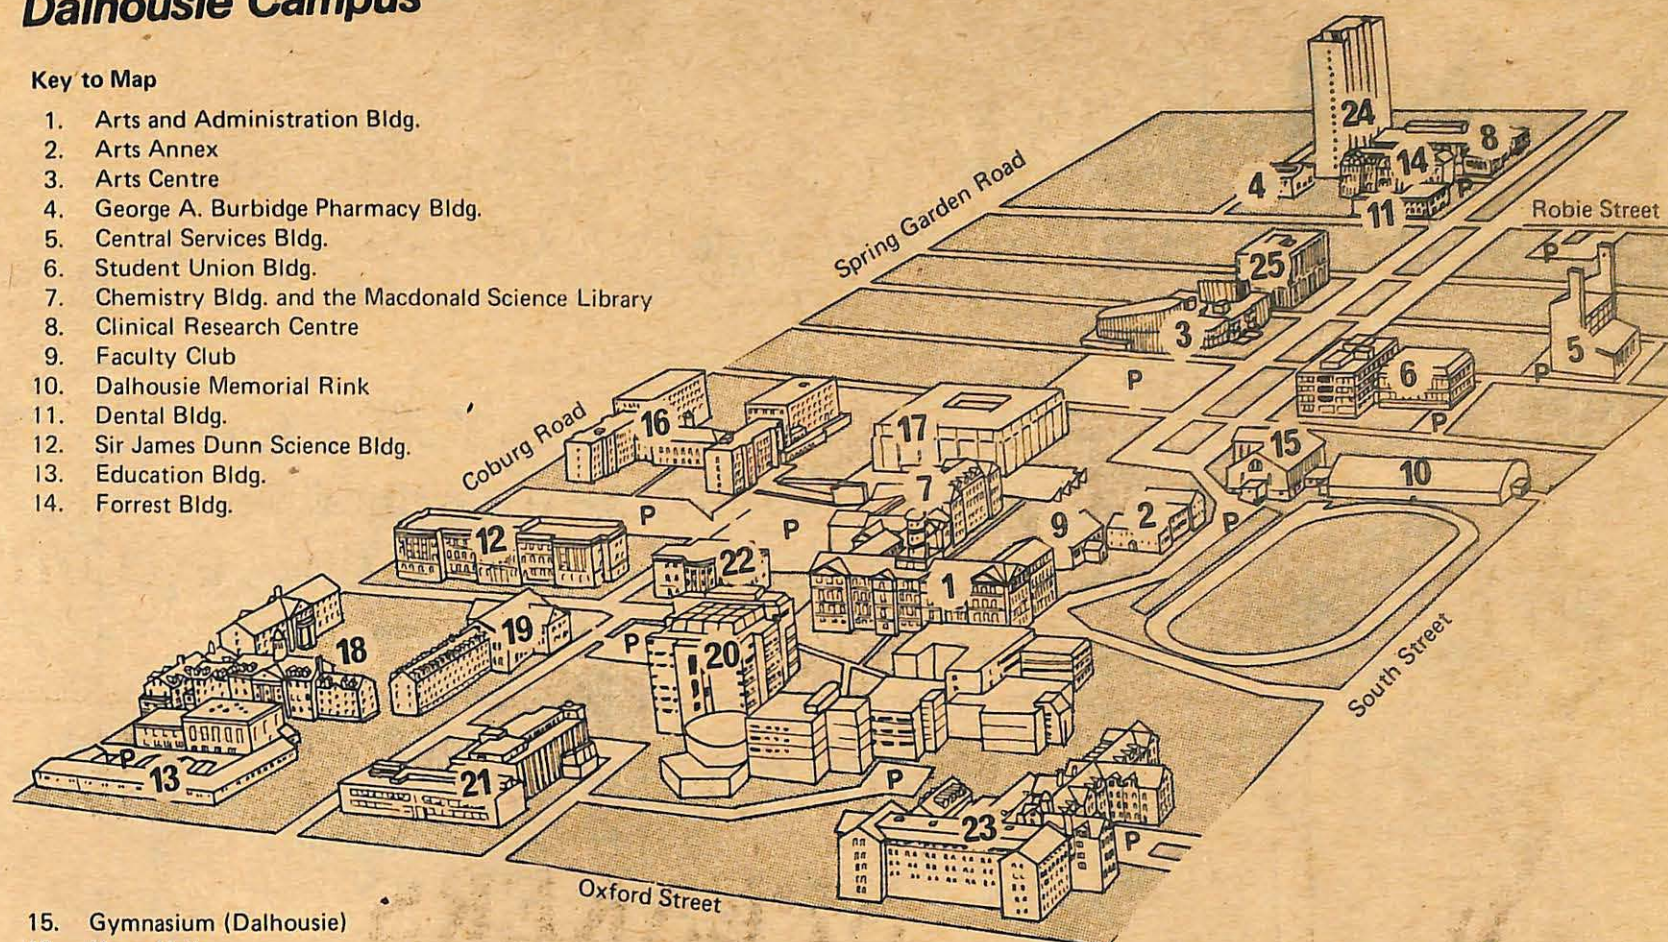 Dalhousie Campus
Key to Map
1. Arts and Administration Bldg.
2. Arts Annex
3. Arts Centre
4. George A. Burbidge Pharmacy Bldg.
5. Central Services Bldg.
6. Student Union Bldg.
7. Chemistry Bldg. and the Macdonald Science Library
8. Clinical Research Centre
9. Faculty Club
10. Dalhousie Memorial Rink
11. Dental Bldg.
12. Sir James Dunn Science Bldg.
13. Education Bldg.
14. Forrest Bldg.
15. Gymnasium (Dalhousie)
24
8
14
4
P
11
Robie Street
Spring Garden Road
P
25
3
5
P
6
P
P
16
17
15
10
Coburg Road
7
P
P
9
2
P
12
22
1
18
19
P
20
South Street
P
13
21
P
23
P
Oxford Street